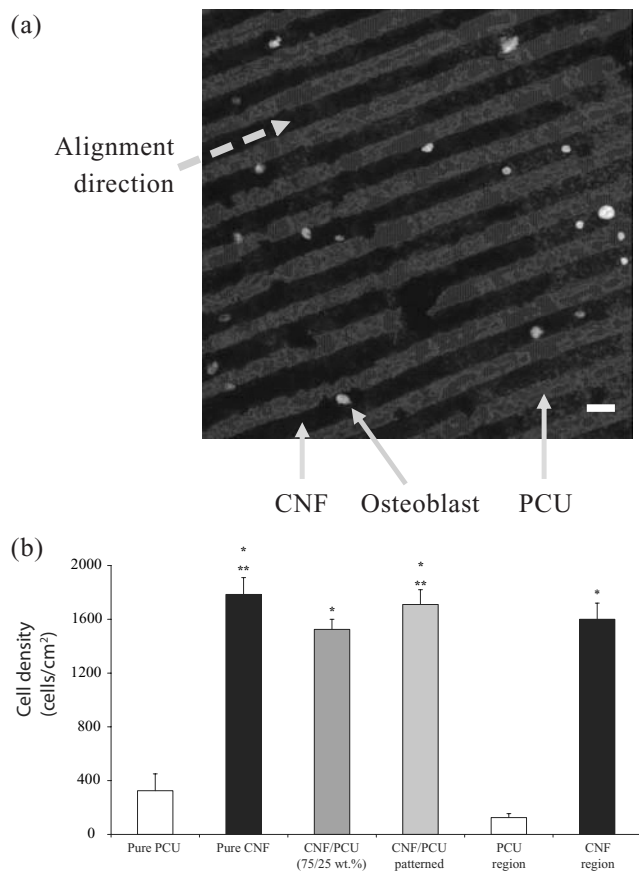 (a)
Alignment
direction
CNF Osteoblast PCU
(b)
Cell density
(cells/cm²)
2000
1600
1200
800
400
0
*
**
*
*
**
*
Pure PCU
Pure CNF
CNF/PCU
(75/25 wt.%)
CNF/PCU
patterned
PCU
region
CNF
region